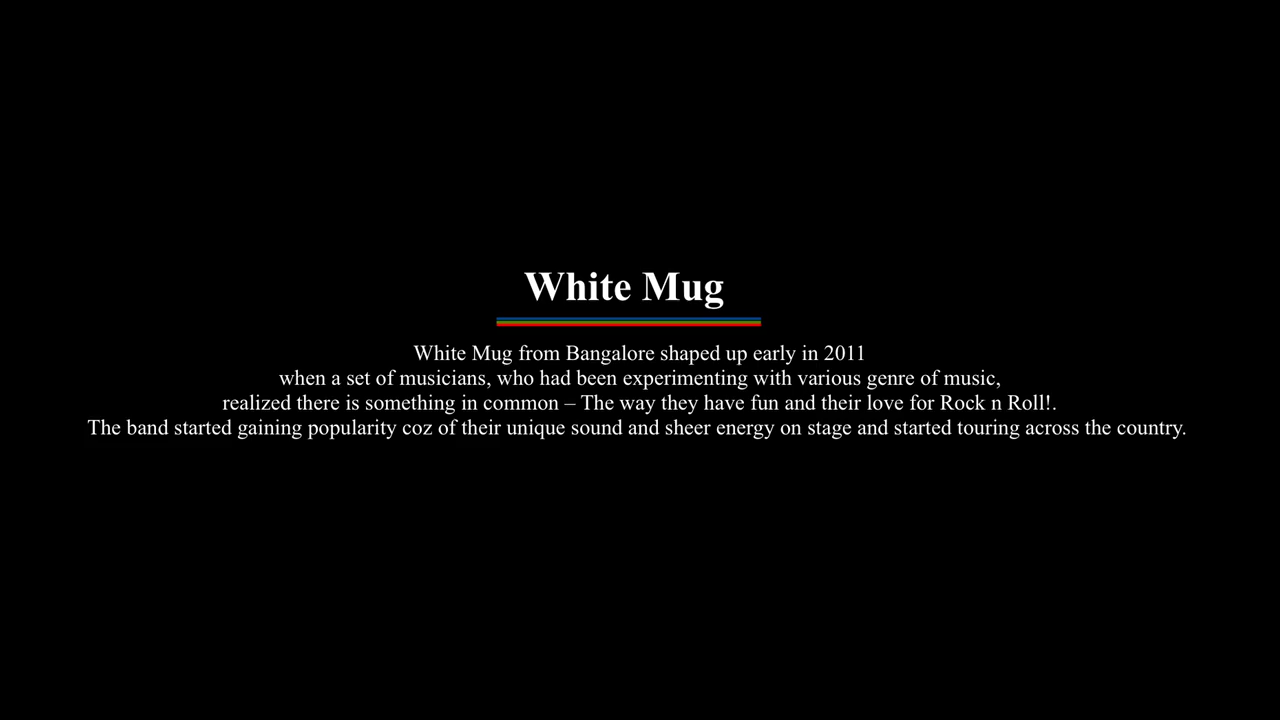 White Mug
White Mug from Bangalore shaped up early in 2011
when a set of musicians, who had been experimenting with various genre of music,
realized there is something in common – The way they have fun and their love for Rock n Roll!.
The band started gaining popularity coz of their unique sound and sheer energy on stage and started touring across the country.